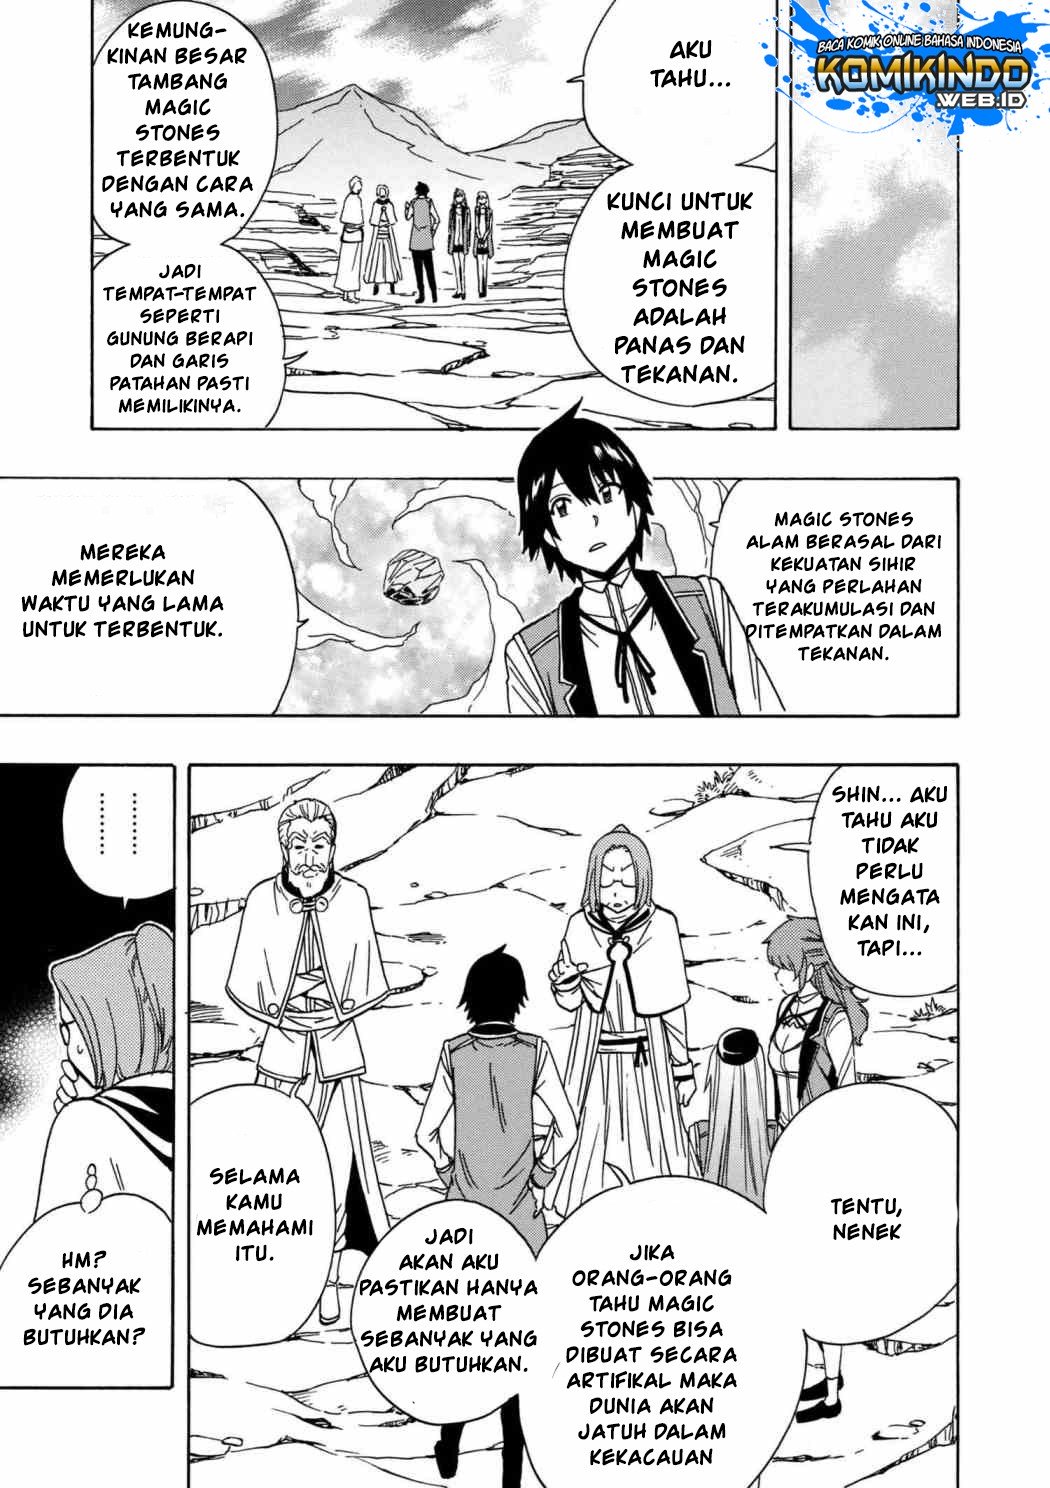 BACA KOMIK ONLINE BAHASA INDONESIA
KOMIKINDO
WEB.ID
AKU
TAHU...
KUNCI UNTUK
MEMBUAT
MAGIC
STONES
ADALAH
PANAS DAN
TEKANAN.
KEMUNG-
KINAN BESAR
TAMBANG
MAGIC
STONES
TERBENTUK
DENGAN CARA
YANG SAMA.
JADI
TEMPAT-TEMPAT
SEPERTI
GUNUNG BERAPI
DAN GARIS
PATAHAN PASTI
MEMILIKINYA.
MAGIC STONES
ALAM BERASAL DARI
KEKUATAN SIHIR
YANG PERLAHAN
TERAKUMULASI DAN
DITEMPATKAN DALAM
TEKANAN.
MEREKA
MEMERLUKAN
WAKTU YANG LAMA
UNTUK TERBENTUK.
SHIN... AKU
TAHU AKU
TIDAK
PERLU
MENGATA
KAN INI,
TAPI...
TENTU,
NENEK
JIKA
ORANG-ORANG
TAHU MAGIC
STONES BISA
DIBUAT SECARA
ARTIFIKAL MAKA
DUNIA AKAN
JATUH DALAM
KEKACAUAN
JADI
AKAN AKU
PASTIKAN HANYA
MEMBUAT
SEBANYAK YANG
AKU BUTUHKAN.
SELAMA
KAMU
MEMAHAMI
ITU.
............
HM?
SEBANYAK
YANG DIA
BUTUHKAN?